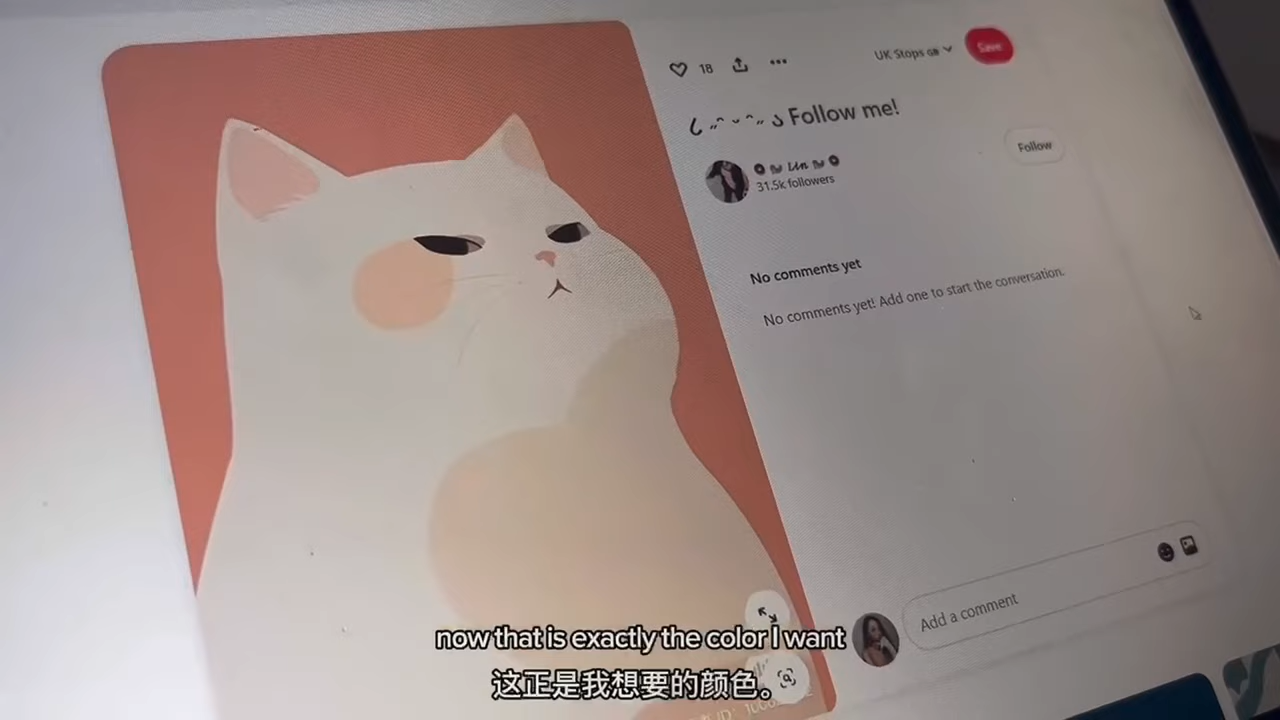 18
UK Stops
Save
Follow me!
Follow
31.5k followers
No comments yet
No comments yet! Add one to start the conversation.
Add a comment
now that is exactly the color I want
这正是我想要的颜色。